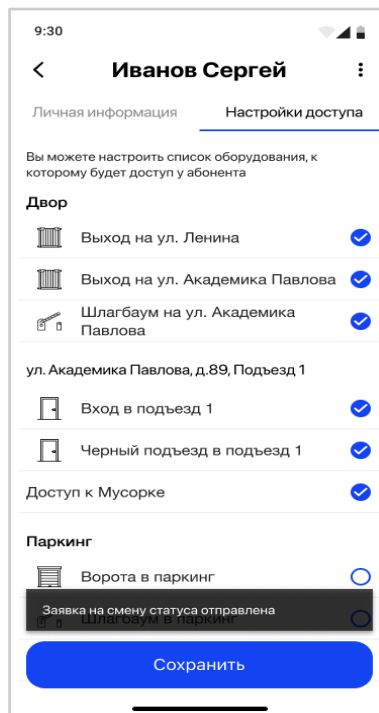 9:30
Иванов Сергей
Личная информация
Настройки доступа
Вы можете настроить список оборудования, к
которому будет доступ у абонента
Двор
Выход на ул. Ленина
Выход на ул. Академика Павлова
Шлагбаум на ул. Академика
Павлова
ул. Академика Павлова, д.89, Подъезд 1
Вход в подъезд 1
Черный подъезд в подъезд 1
Доступ к Мусорке
Паркинг
Ворота в паркинг
Заявка на смену статуса отправлена
Шлагбаум в паркинг
Сохранить